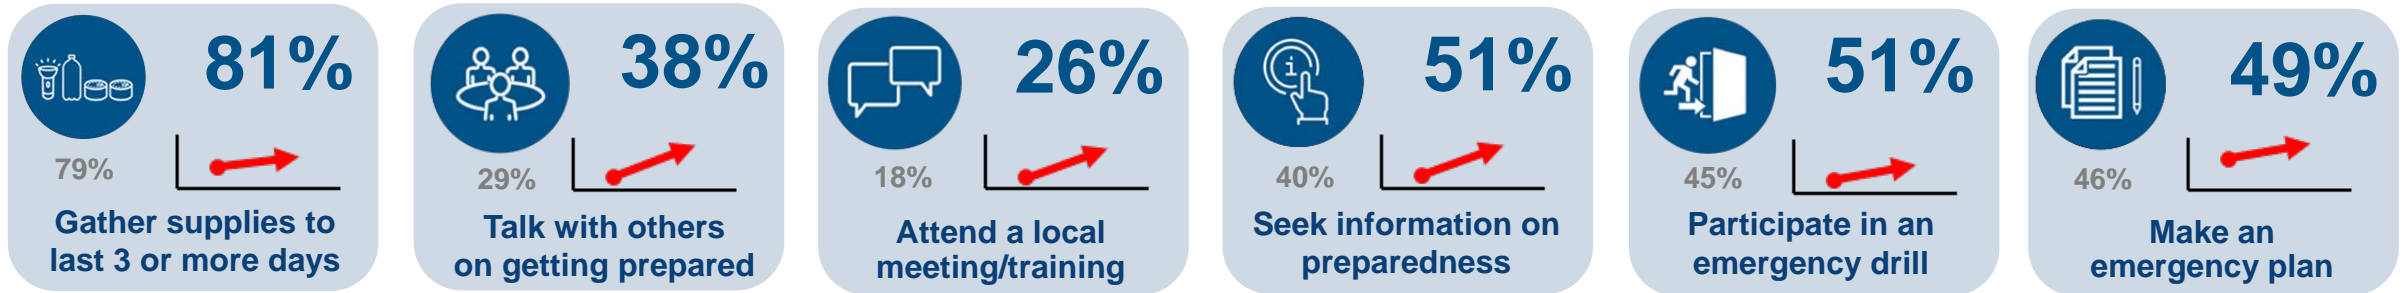 81%
79%
Gather supplies to
last 3 or more days
38%
29%
Talk with others
on getting prepared
26%
18%
Attend a local
meeting/training
i
51%
40%
Seek information on
preparedness
51%
45%
Participate in an
emergency drill
49%
46%
Make an
emergency plan